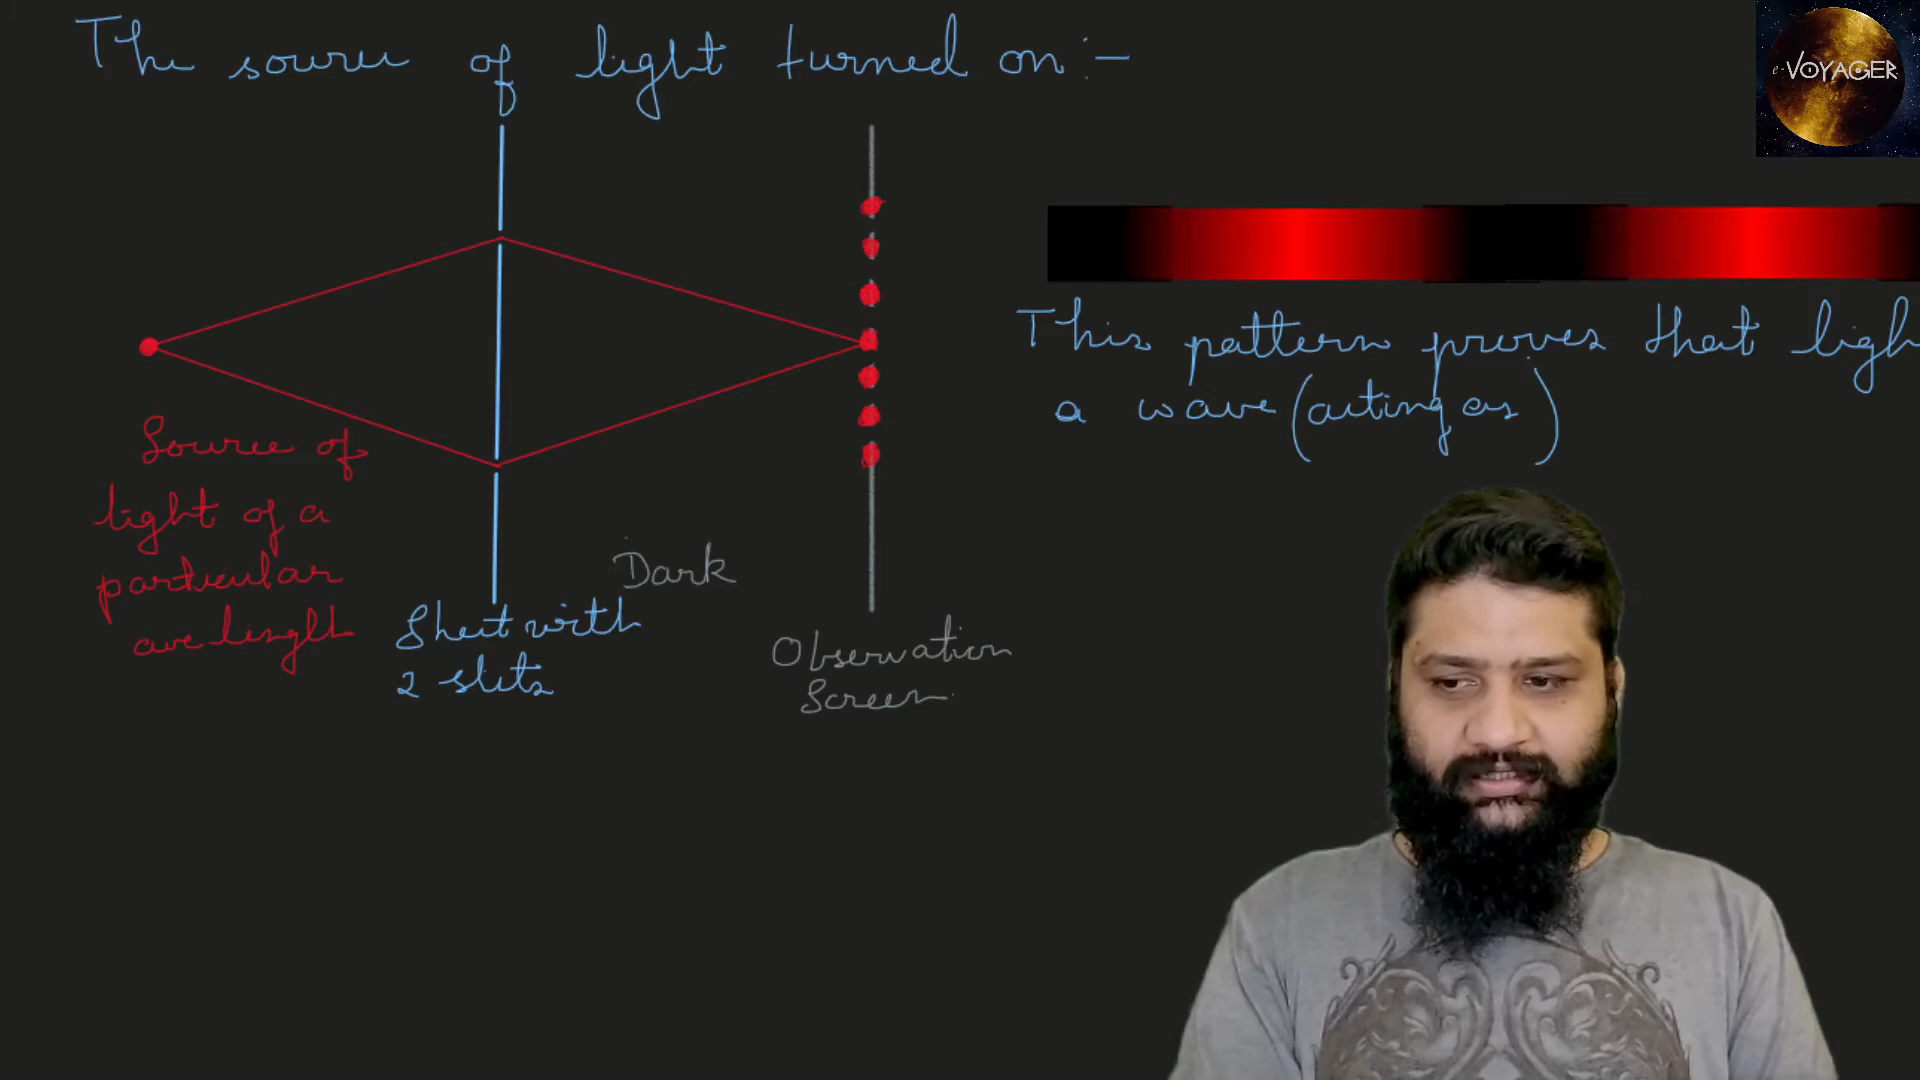 The source of light turned on :-
e-VOYAGER
This pattern proves that ligh
a wave (acting as)
Source of
light of a
particular
avelength
Dark
Sheet with
2 slits
Observation
Screen